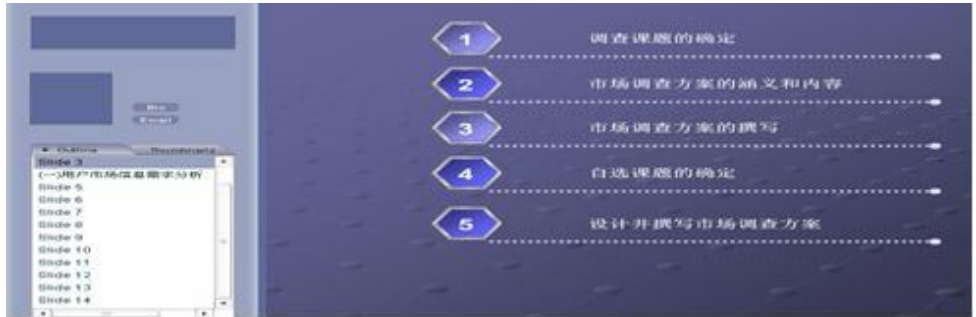 Bio
Email
Outline
Thumbnails
Slide 3
(一)用户市场信息需求分析
Slide 5
Slide 6
Slide 7
Slide 8
Slide 9
Slide 10
Slide 11
Slide 12
Slide 13
Slide 14
1 调查课题的确定
2 市场调查方案的涵义和内容
3 市场调查方案的撰写
4 自选课题的确定
5 设计并撰写市场调查方案